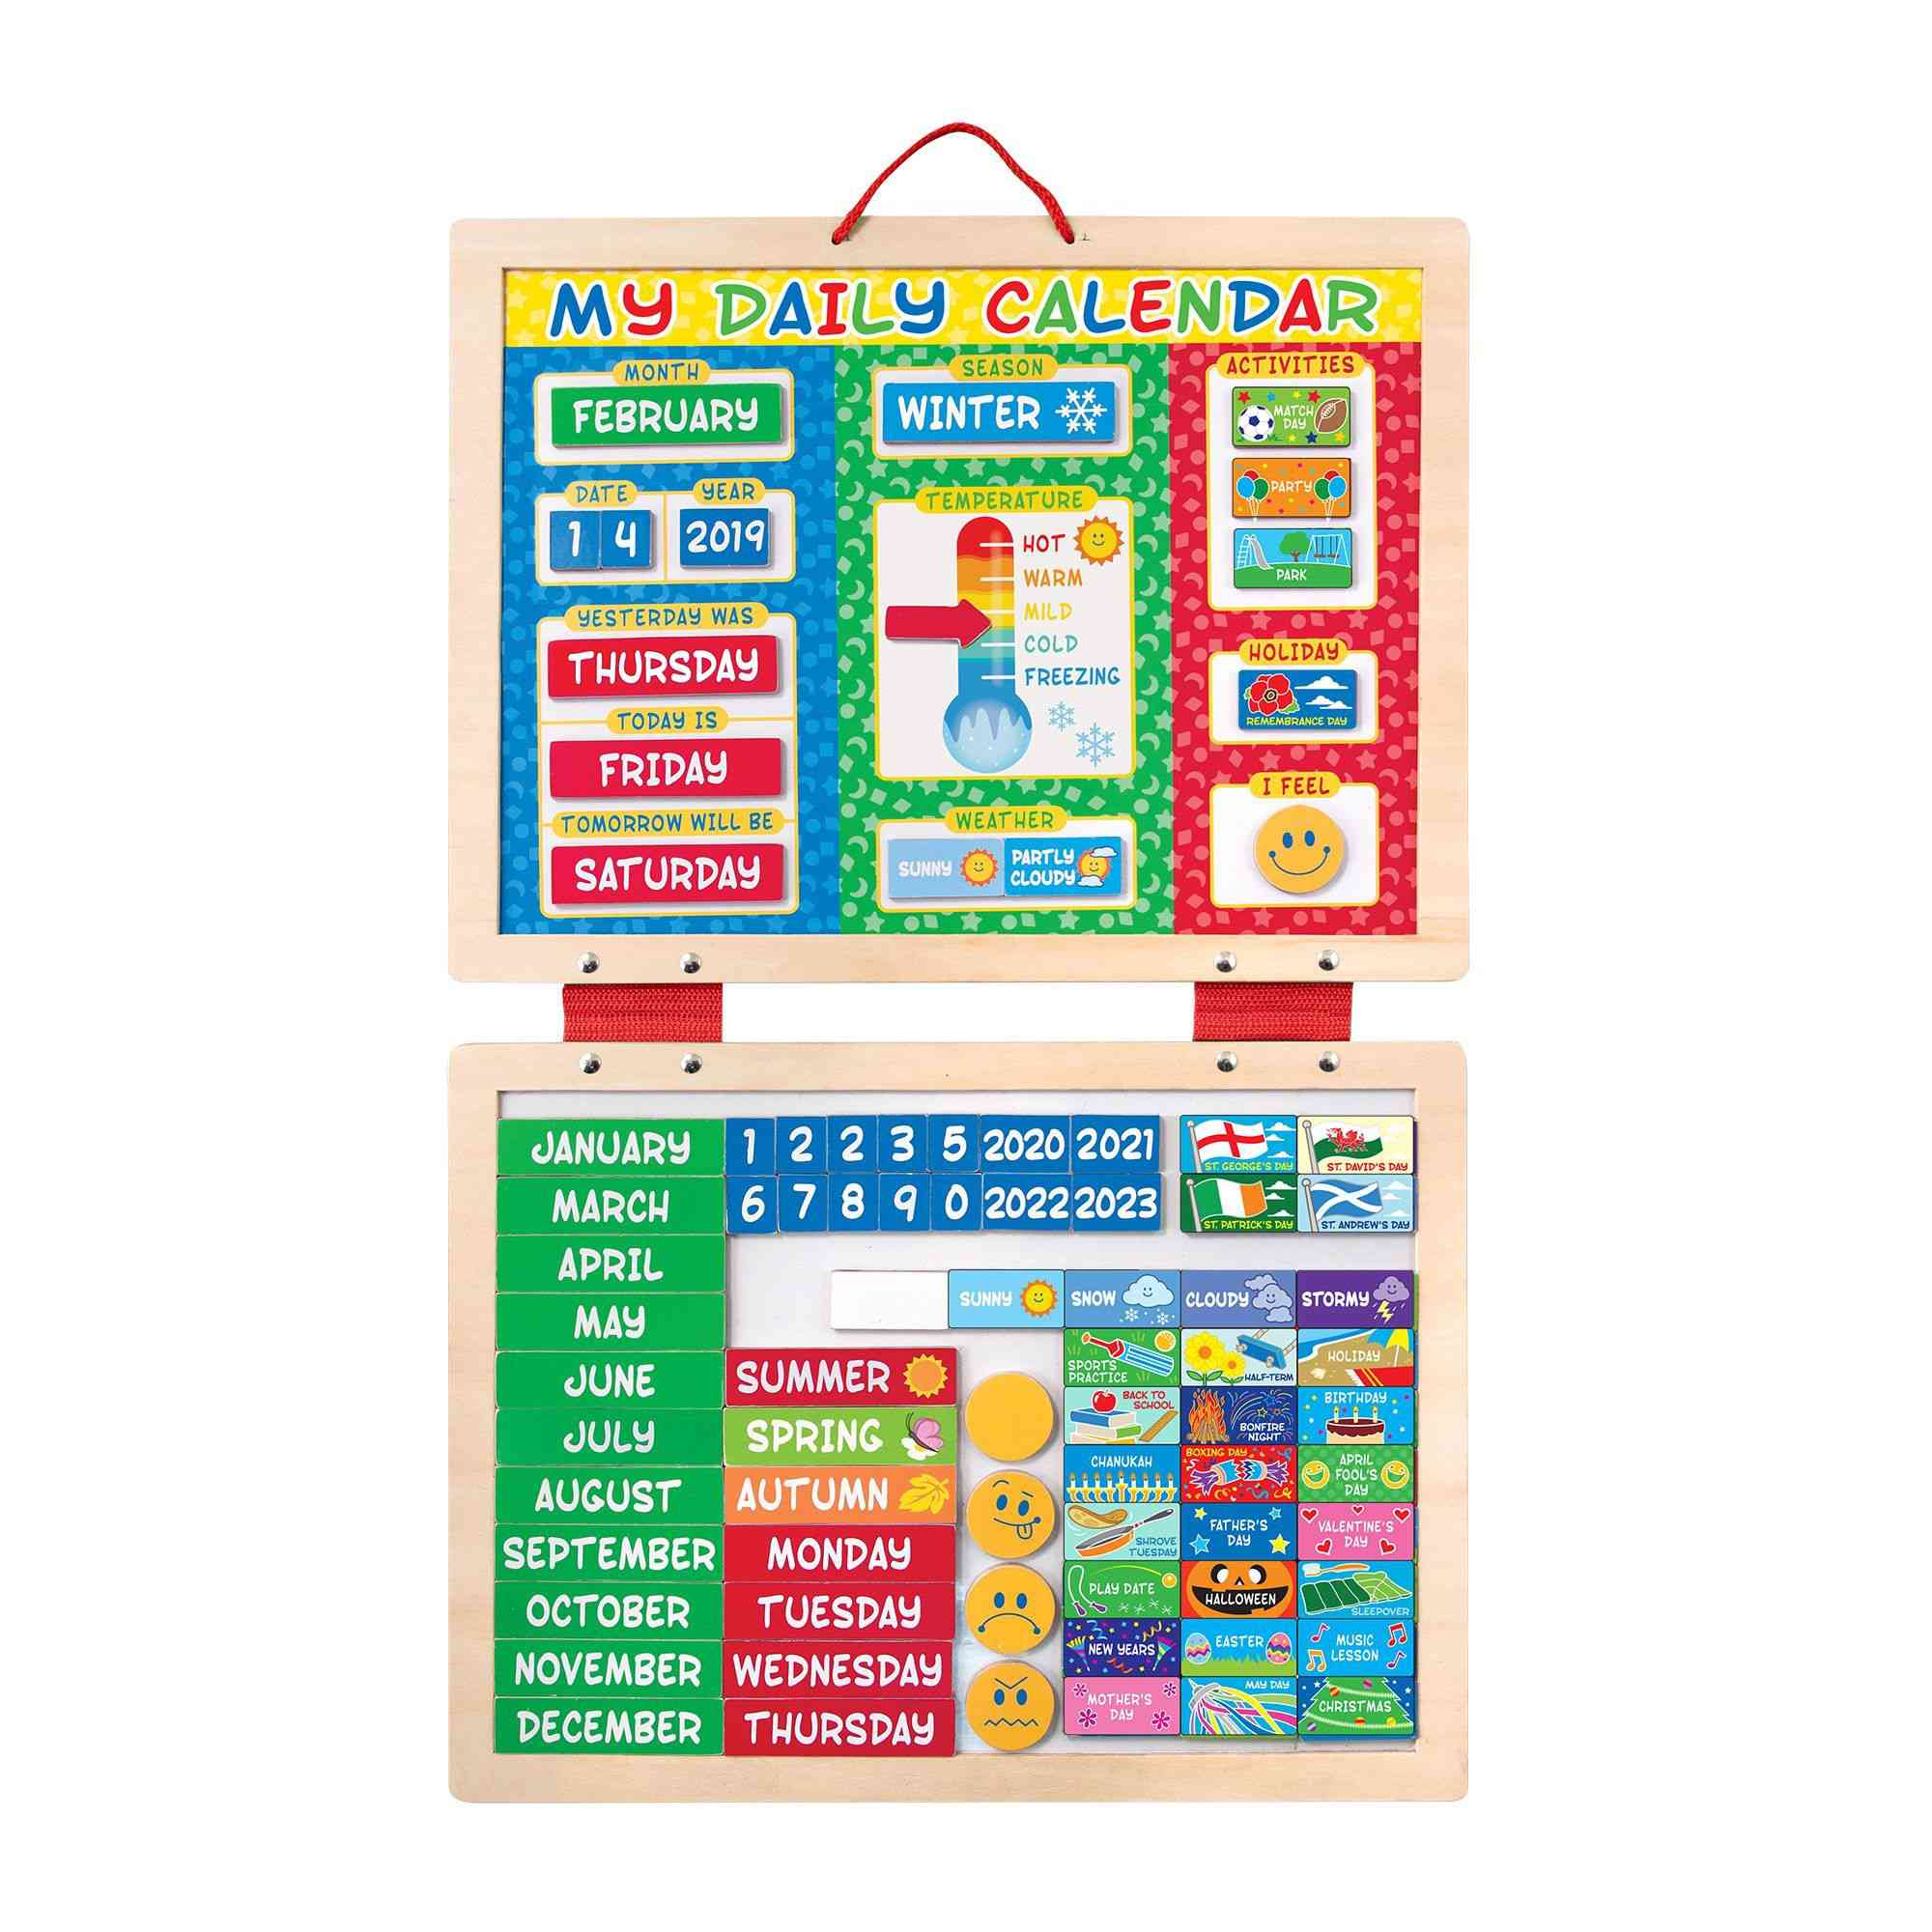 MY DAILY CALENDAR
MONTH
FEBRUARY
DATE
YEAR
1 4
2019
YESTERDAY WAS
THURSDAY
TODAY IS
FRIDAY
TOMORROW WILL BE
SATURDAY
SEASON
WINTER
TEMPERATURE
HOT
WARM
MILD
COLD
FREEZING
WEATHER
SUNNY
PARTLY
CLOUDY
ACTIVITIES
MATCH
DAY
PARTY
PARK
HOLIDAY
REMEMBRANCE DAY
I FEEL
JANUARY
MARCH
APRIL
MAY
JUNE
JULY
AUGUST
SEPTEMBER
OCTOBER
NOVEMBER
DECEMBER
1 2 2 3 5 2020 2021
6 7 8 9 0 2022 2023
SUMMER
SPRING
AUTUMN
MONDAY
TUESDAY
WEDNESDAY
THURSDAY
ST. GEORGE'S DAY
ST. DAVID'S DAY
ST. PATRICK'S DAY
ST. ANDREW'S DAY
SUNNY
SNOW
CLOUDY
STORMY
SPORTS
PRACTICE
HALF-TERM
HOLIDAY
BACK TO
SCHOOL
BONFIRE
NIGHT
BIRTHDAY
CHANUKAH
BOXING DAY
APRIL
FOOL'S
DAY
SHROVE
TUESDAY
FATHER'S
DAY
VALENTINE'S
DAY
PLAY DATE
HALLOWEEN
SLEEPOVER
NEW YEARS
EASTER
MUSIC
LESSON
MOTHER'S
DAY
MAY DAY
CHRISTMAS